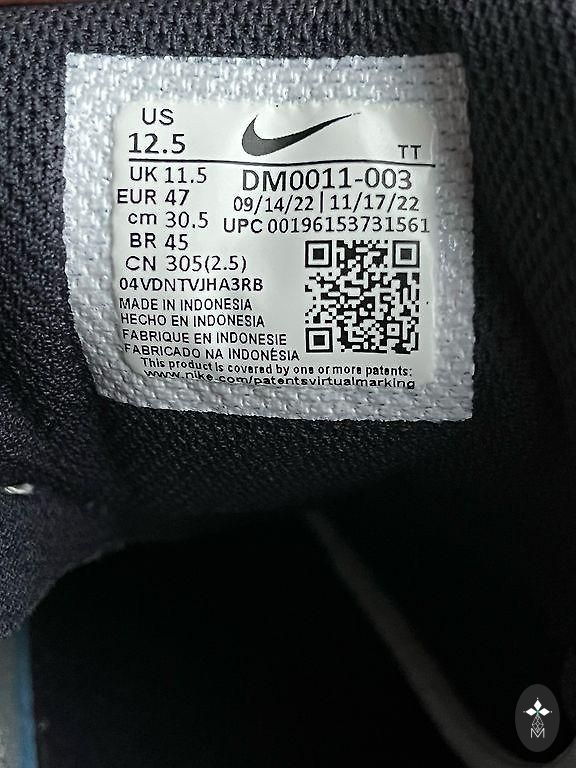 US
12.5
TT
UK 11.5
DM0011-003
EUR 47
09/14/22 | 11/17/22
cm 30.5
UPC 00196153731561
BR 45
CN 305(2.5)
04VDNTVJHA3RB
MADE IN INDONESIA
HECHO EN INDONESIA
FABRIQUE EN INDONESIE
FABRICADO NA INDONÉSIA
This product is covered by one or more patents:
www.nike.com/patentsvirtualmarking
M